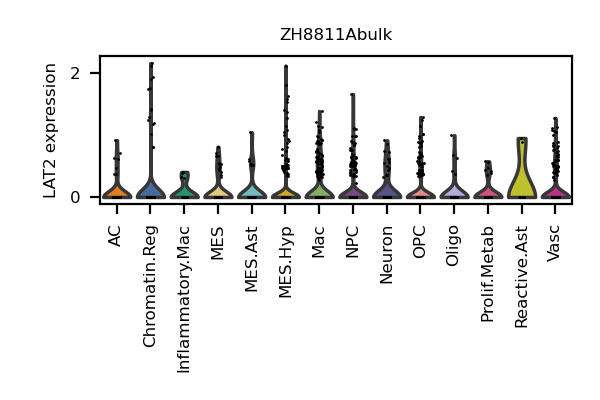 ZH8811Abulk
LAT2 expression
2
0
AC
Chromatin.Reg
Inflammatory.Mac
MES
MES.Ast
MES.Hyp
Mac
NPC
Neuron
OPC
Oligo
Prolif.Metab
Reactive.Ast
Vasc